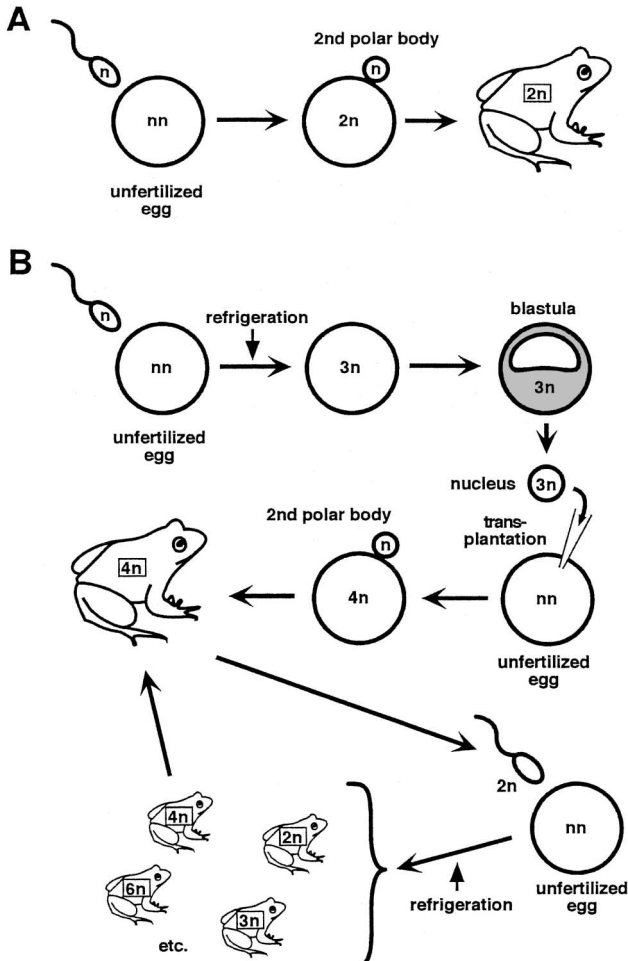 A
n
nn
unfertilized
egg
2nd polar body
n
2n
2n
B
n
nn
unfertilized
egg
refrigeration
3n
blastula
3n
nucleus
3n
trans-
plantation
nn
unfertilized
egg
2nd polar body
n
4n
4n
2n
nn
unfertilized
egg
refrigeration
4n
2n
6n
3n
etc.